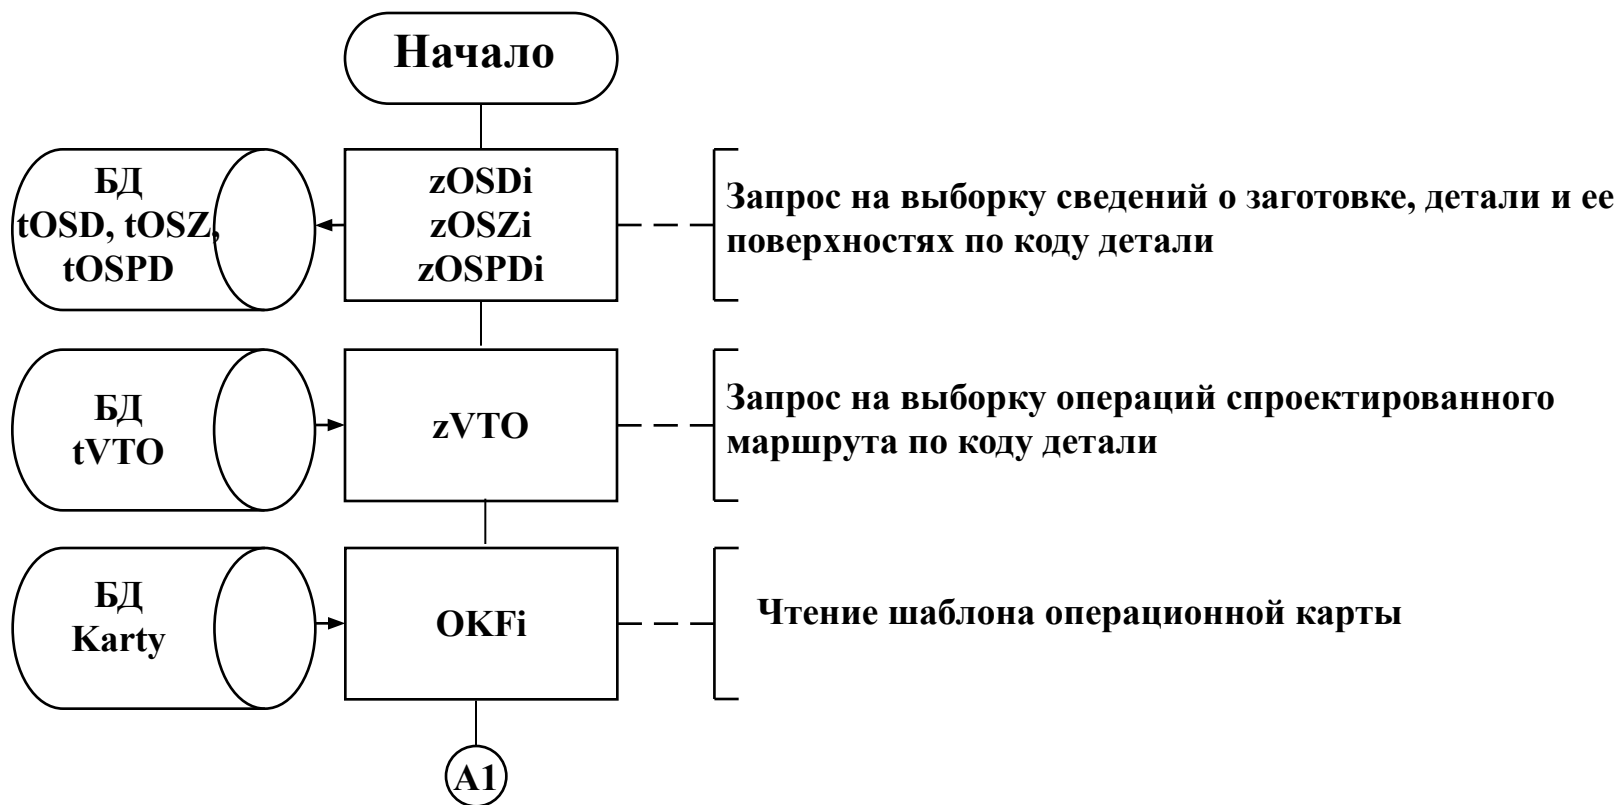 Начало
БД
tOSD, tOSZ,
tOSPD
zOSDi
zOSZi
zOSPDi
Запрос на выборку сведений о заготовке, детали и ее
поверхностях по коду детали
БД
tVTO
zVTO
Запрос на выборку операций спроектированного
маршрута по коду детали
БД
Karty
OKFi
Чтение шаблона операционной карты
А1